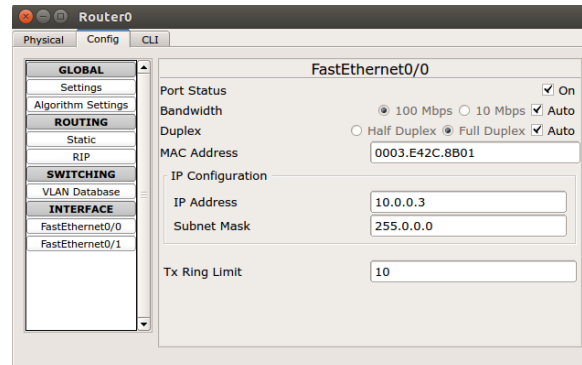 Router0
Physical Config CLI
GLOBAL
Settings
Algorithm Settings
ROUTING
Static
RIP
SWITCHING
VLAN Database
INTERFACE
FastEthernet0/0
FastEthernet0/1
FastEthernet0/0
Port Status On
Bandwidth 100 Mbps 10 Mbps Auto
Duplex Half Duplex Full Duplex Auto
MAC Address 0003.E42C.8B01
IP Configuration
IP Address 10.0.0.3
Subnet Mask 255.0.0.0
Tx Ring Limit 10